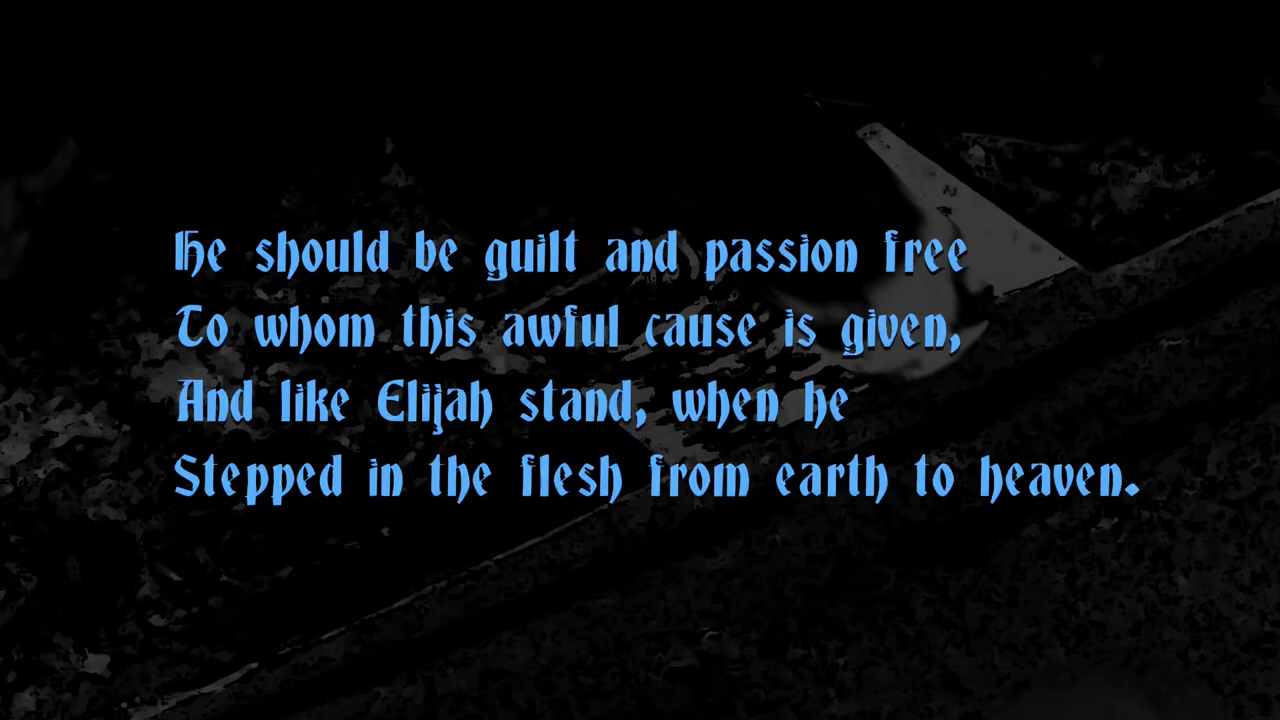 He should be guilt and passion free
To whom this awful cause is given,
And like Elijah stand, when he
Stepped in the flesh from earth to heaven.